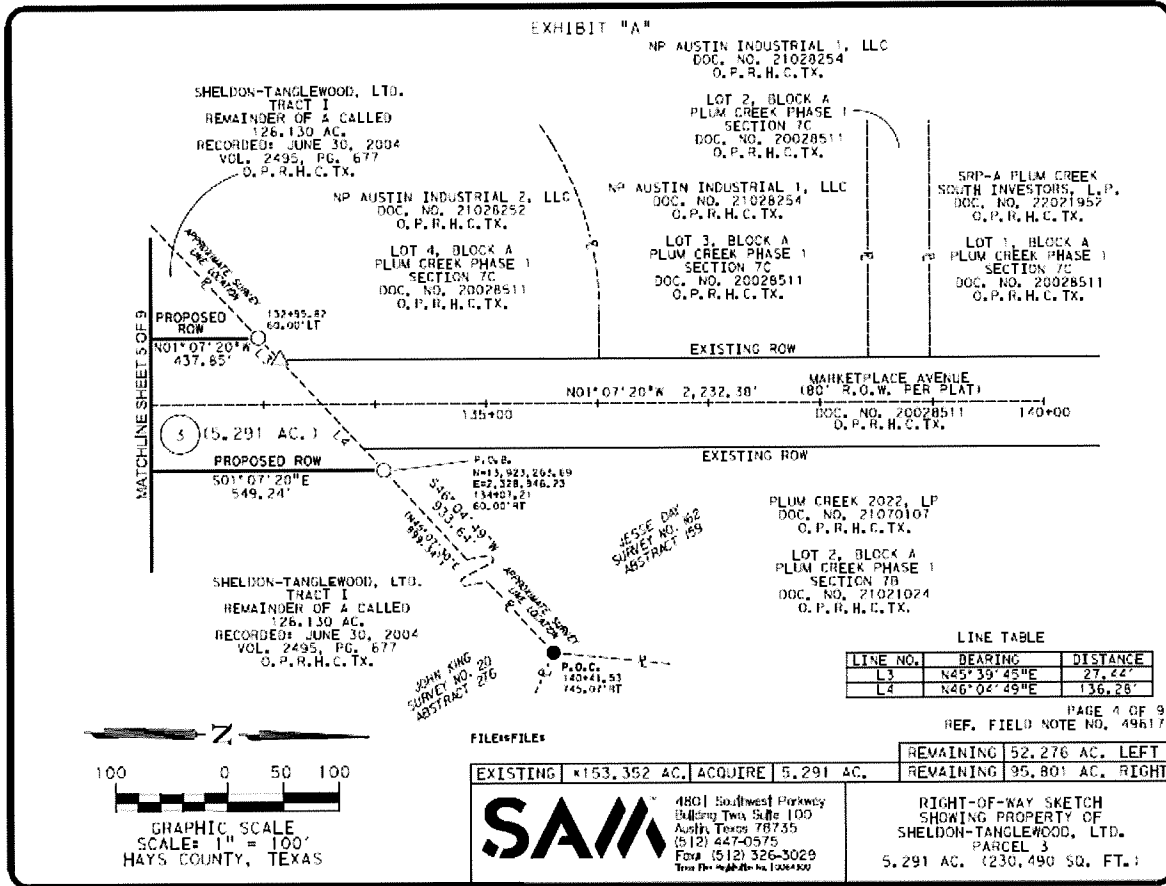 EXHIBIT "A"
NP AUSTIN INDUSTRIAL 1, LLC
DOC. NO. 21028254
O.P.R.H.C.TX.
LOT 2, BLOCK A
PLUM CREEK PHASE 1
SECTION 7C
DOC. NO. 20028511
O.P.R.H.C.TX.
SHELDON-TANGLEWOOD, LTD.
TRACT I
REMAINDER OF A CALLED
126.130 AC.
RECORDED: JUNE 30, 2004
VOL. 2495, PG. 677
O.P.R.H.C.TX.
NP AUSTIN INDUSTRIAL 2, LLC
DOC. NO. 21028252
O.P.R.H.C.TX.
LOT 4, BLOCK A
PLUM CREEK PHASE 1
SECTION 7C
DOC. NO. 20028511
O.P.R.H.C.TX.
NP AUSTIN INDUSTRIAL 1, LLC
DOC. NO. 21028254
O.P.R.H.C.TX.
LOT 3, BLOCK A
PLUM CREEK PHASE 1
SECTION 7C
DOC. NO. 20028511
O.P.R.H.C.TX.
SRP-A PLUM CREEK
SOUTH INVESTORS, L.P.
DOC. NO. 22021952
O.P.R.H.C.TX.
LOT 1, BLOCK A
PLUM CREEK PHASE 1
SECTION 7C
DOC. NO. 20028511
O.P.R.H.C.TX.
APPROXIMATE SURVEY
LINE LOCATION
MATCHLINE SHEET 5 OF 9
PROPOSED
ROW
N01°07'20"W
437.85'
132+95.82
60.00'LT
L3
EXISTING ROW
N01°07'20"W 2,232.38'
MARKETPLACE AVENUE
(80' R.O.W. PER PLAT)
DOC. NO. 20028511
O.P.R.H.C.TX.
135+00
140+00
3 (5.291 AC.)
L4
EXISTING ROW
PROPOSED ROW
S01°07'20"E
549.24'
P.O.B.
N=13,923,263.69
E=2,328,946.23
134+07.21
60.00'RT
S46°04'49"W
933.64'
(N46°07'30"E
899.34')
JESSE DAY
SURVEY NO. 162
ABSTRACT 159
PLUM CREEK 2022, LP
DOC. NO. 21070107
O.P.R.H.C.TX.
LOT 2, BLOCK A
PLUM CREEK PHASE 1
SECTION 7B
DOC. NO. 21021024
O.P.R.H.C.TX.
SHELDON-TANGLEWOOD, LTD.
TRACT I
REMAINDER OF A CALLED
126.130 AC.
RECORDED: JUNE 30, 2004
VOL. 2495, PG. 677
O.P.R.H.C.TX.
APPROXIMATE SURVEY
LINE LOCATION
JOHN KING
SURVEY NO. 20
ABSTRACT 276
P.O.C.
140+41.53
745.07'RT
LINE TABLE
LINE NO. BEARING DISTANCE
L3 N45°39'45"E 27.44'
L4 N46°04'49"E 136.28'
PAGE 4 OF 9
REF. FIELD NOTE NO. 49617
Z
100 0 50 100
GRAPHIC SCALE
SCALE: 1" = 100'
HAYS COUNTY, TEXAS
FILE:$FILE$
EXISTING *153.352 AC. ACQUIRE 5.291 AC.
REMAINING 52.276 AC. LEFT
REMAINING 95.801 AC. RIGHT
SAM
4801 Southwest Parkway
Building Two, Suite 100
Austin, Texas 78735
(512) 447-0575
Fax: (512) 326-3029
RIGHT-OF-WAY SKETCH
SHOWING PROPERTY OF
SHELDON-TANGLEWOOD, LTD.
PARCEL 3
5.291 AC. (230,490 SQ. FT.)